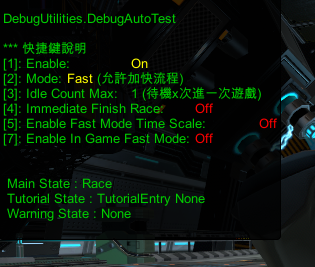 DebugUtilities.DebugAutoTest
*** 快捷鍵說明
[1]: Enable: On
[2]: Mode: Fast (允許加快流程)
[3]: Idle Count Max: 1 (待機x次進一次遊戲)
[4]: Immediate Finish Race: Off
[5]: Enable Fast Mode Time Scale: Off
[7]: Enable In Game Fast Mode: Off
Main State : Race
Tutorial State : TutorialEntry None
Warning State : None